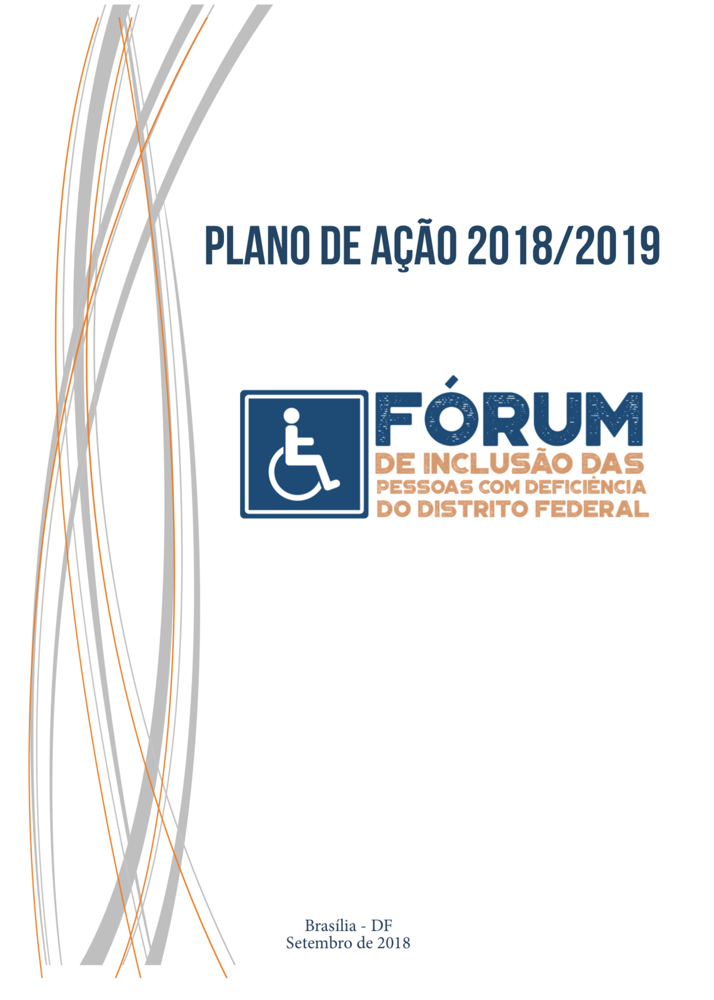 PLANO DE AÇÃO 2018/2019
FÓRUM
DE INCLUSÃO DAS
PESSOAS COM DEFICIÊNCIA
DO DISTRITO FEDERAL
Brasília - DF
Setembro de 2018